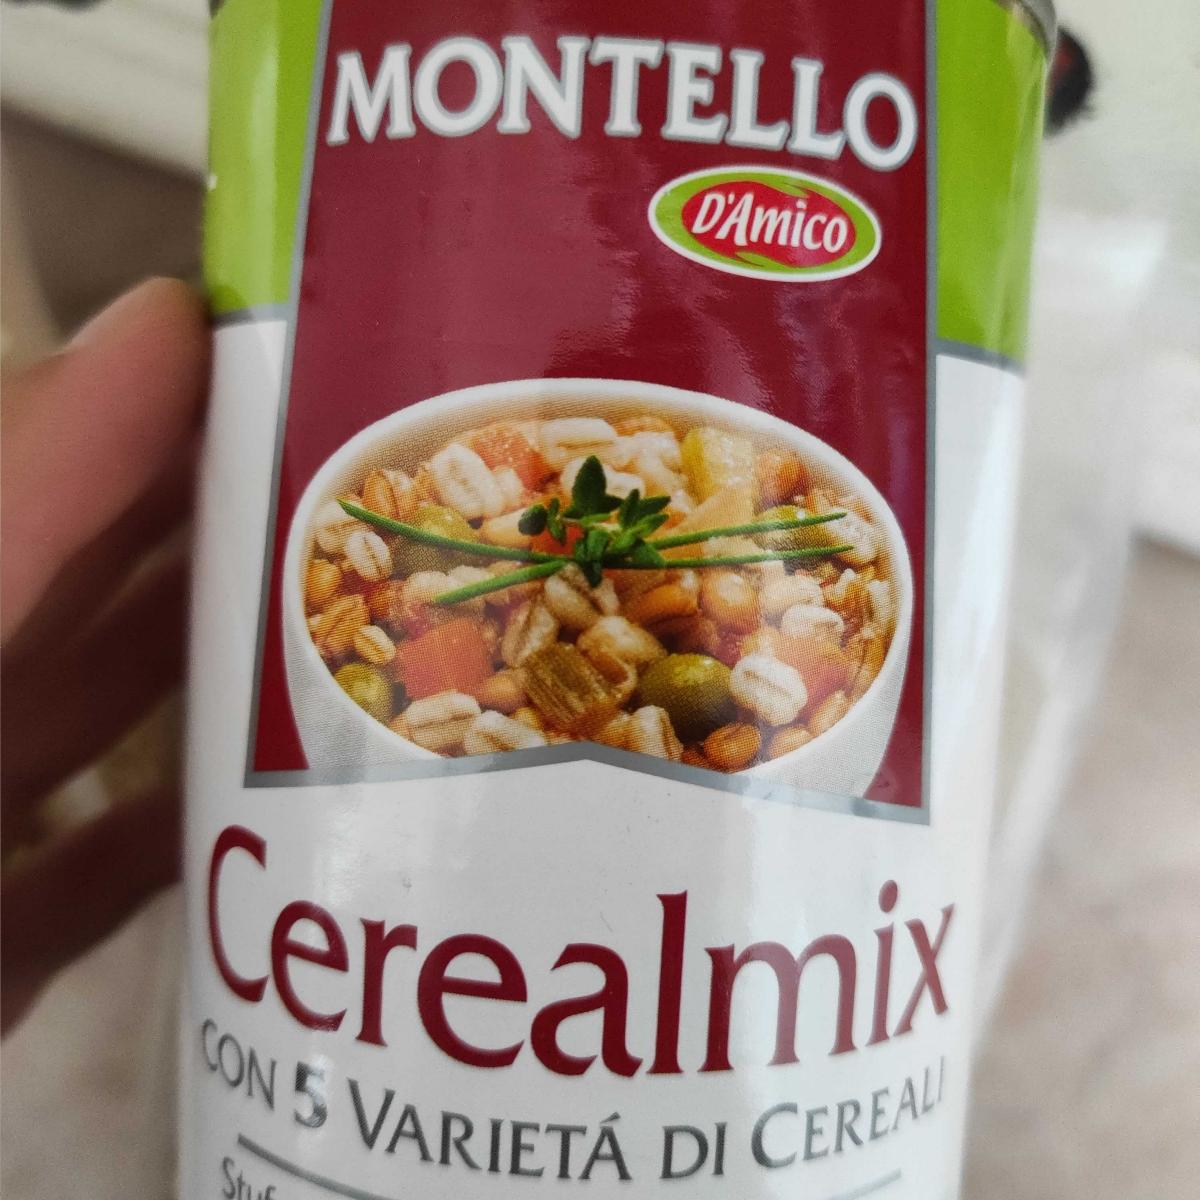 MONTELLO
D'Amico
Cerealmix
CON 5 VARIETÁ DI CEREALI